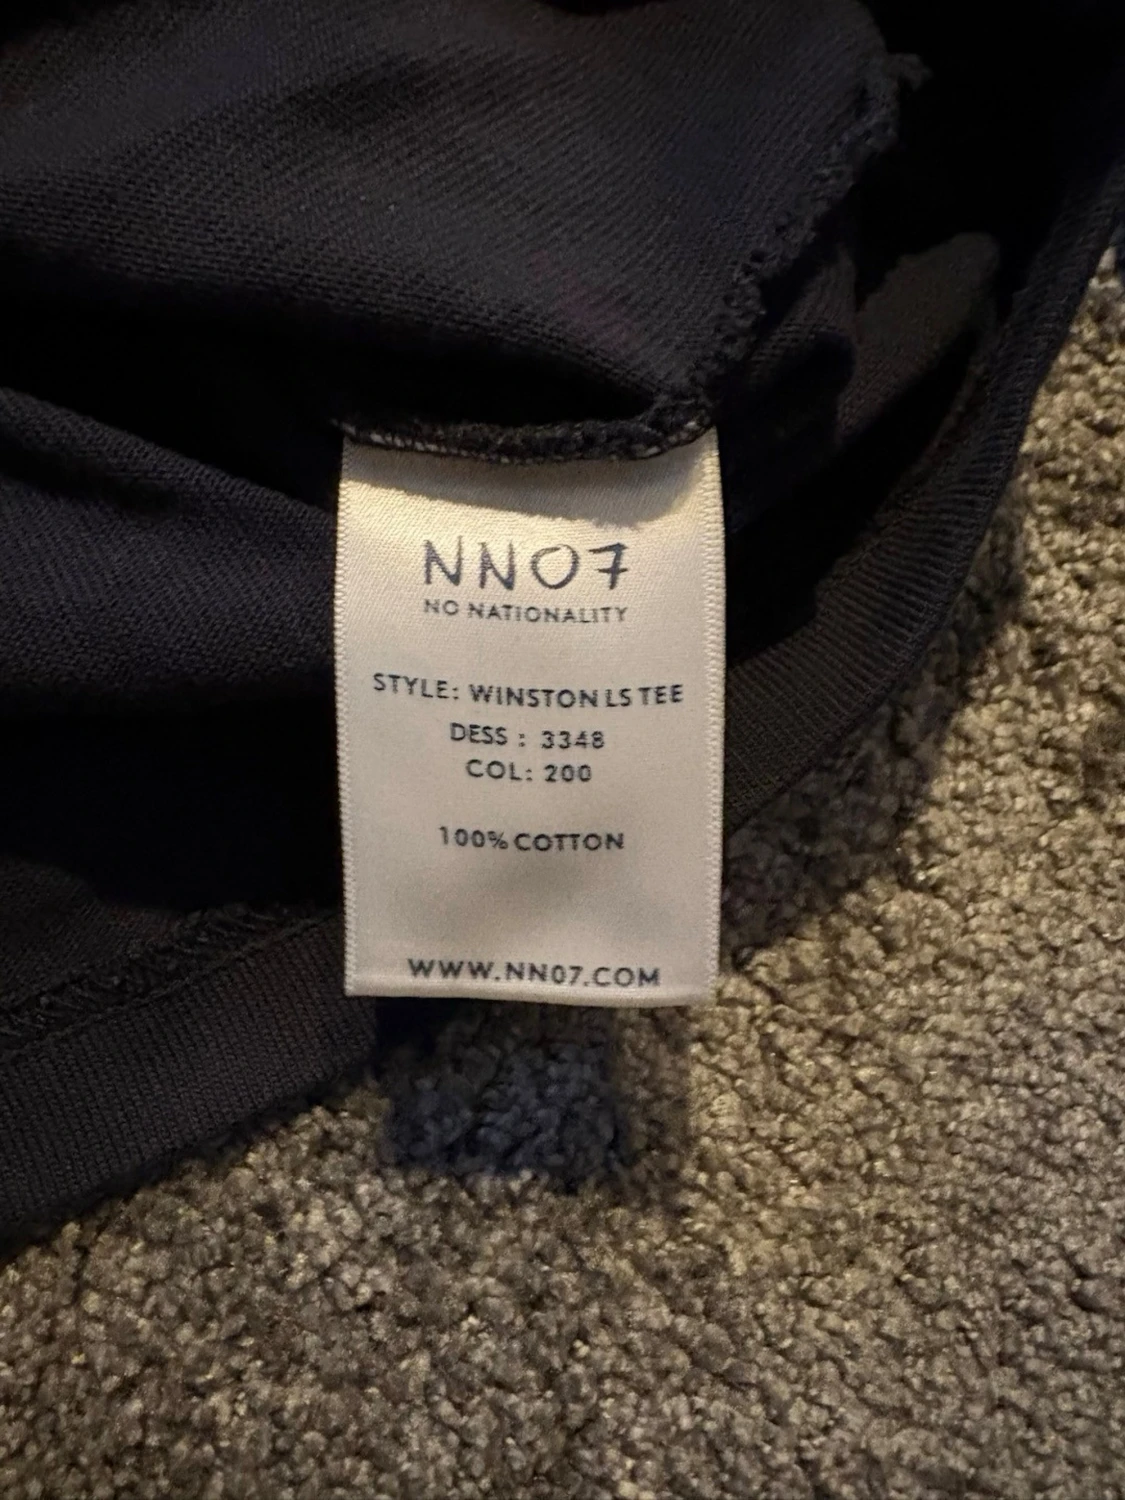 NN07
NO NATIONALITY
STYLE: WINSTON LS TEE
DESS : 3348
COL: 200
100% COTTON
WWW.NN07.COM